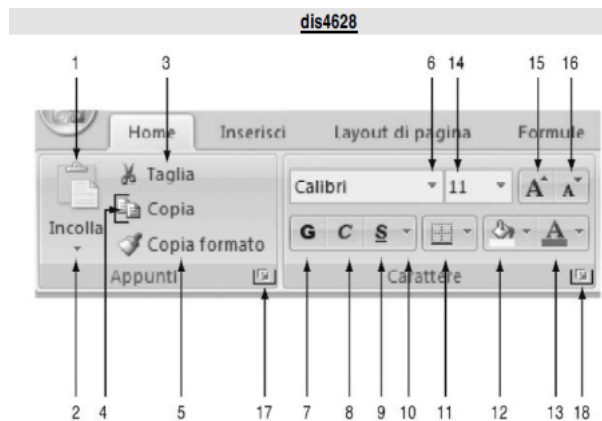 dis4628
1 3 6 14 15 16
Home Inserisci Layout di pagina Formule
Taglia
Calibri 11 A A
Copia
Incolla
G C S A
Copia formato
Appunti Carattere
2 4 5 17 7 8 9 10 11 12 13 18